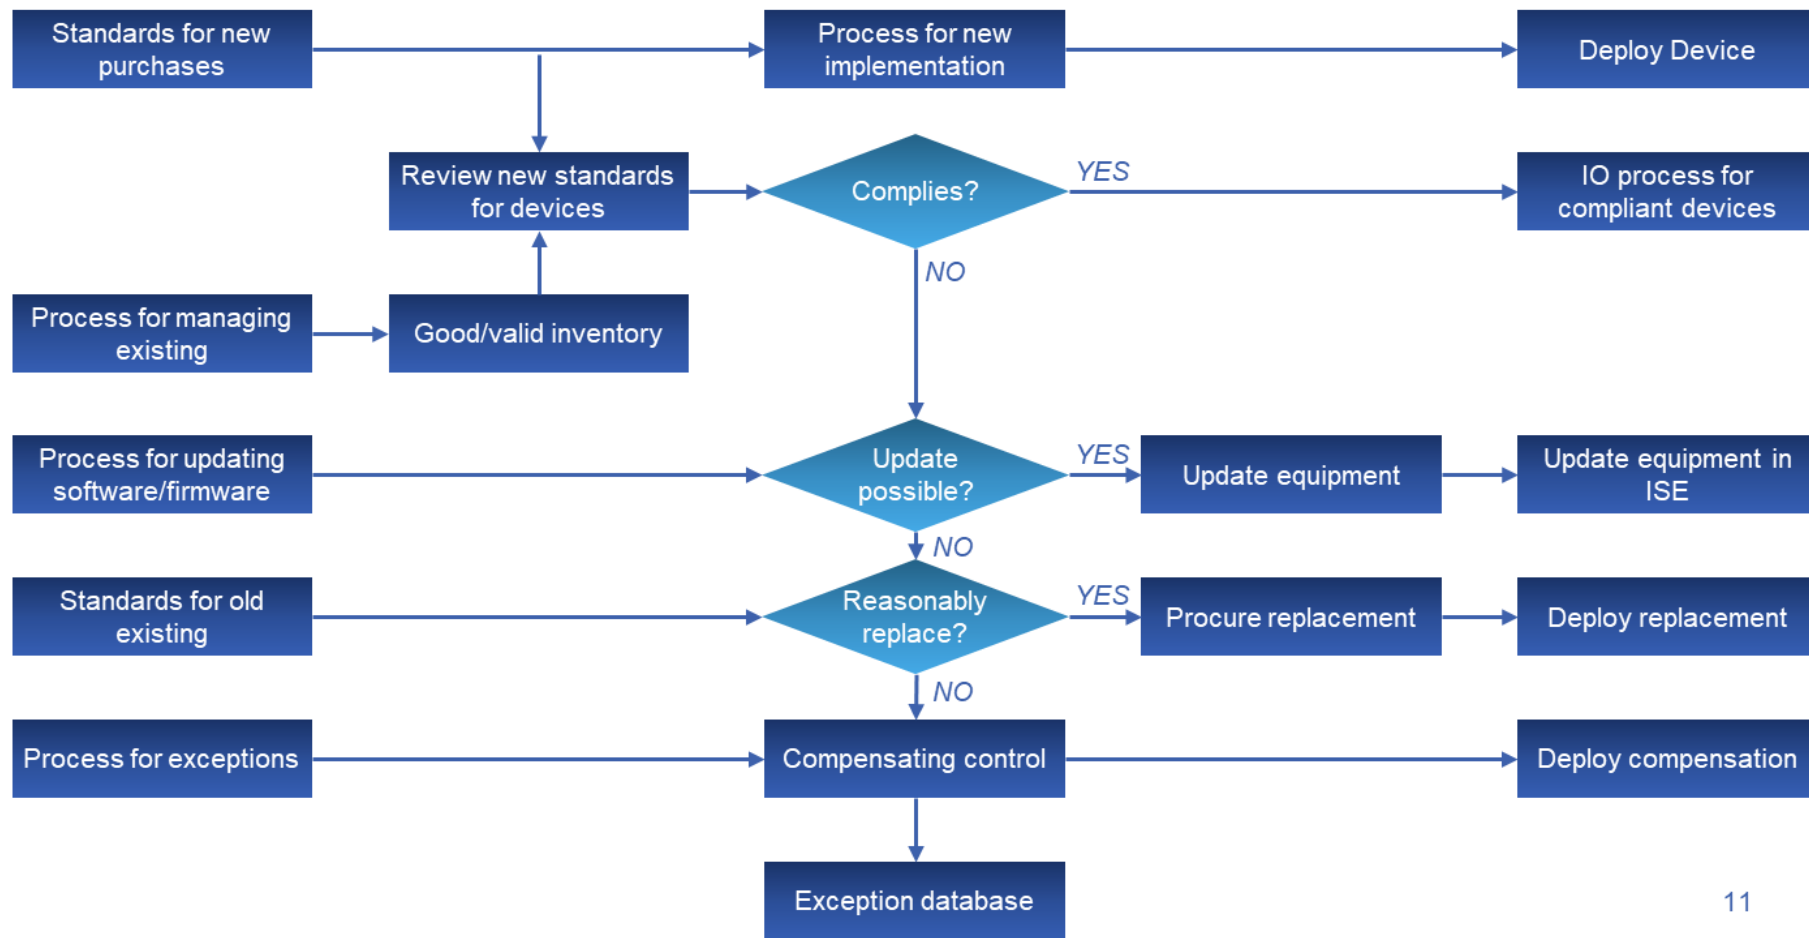 Standards for new
purchases
Process for new
implementation
Deploy Device
Review new standards
for devices
Complies?
YES
IO process for
compliant devices
NO
Process for managing
existing
Good/valid inventory
Process for updating
software/firmware
Update
possible?
YES
Update equipment
Update equipment in
ISE
NO
Standards for old
existing
Reasonably
replace?
YES
Procure replacement
Deploy replacement
NO
Process for exceptions
Compensating control
Deploy compensation
Exception database
11